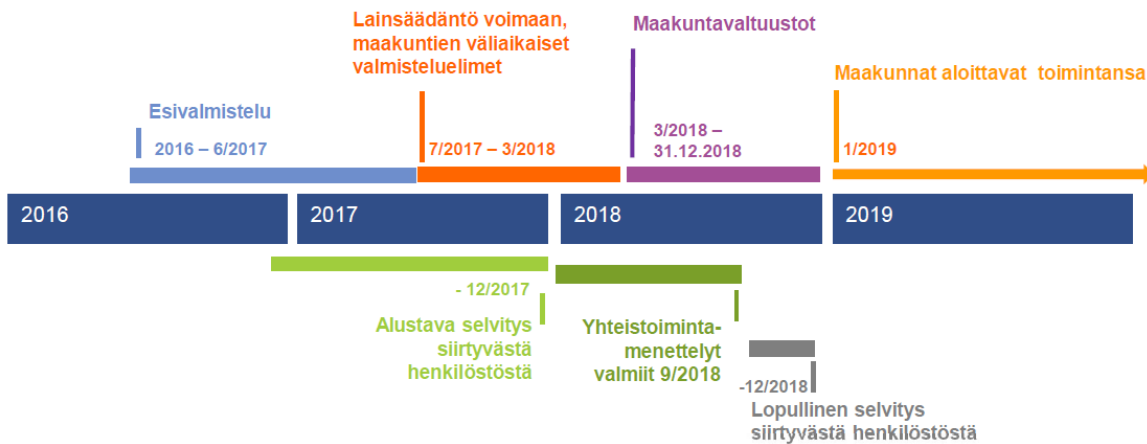 Lainsäädäntö voimaan,
maakuntien väliaikaiset
valmisteluelimet
Maakuntavaltuustot
Maakunnat aloittavat toimintansa
Esivalmistelu
2016 – 6/2017
7/2017 – 3/2018
3/2018 –
31.12.2018
1/2019
2016
2017
2018
2019
- 12/2017
Alustava selvitys
siirtyvästä
henkilöstöstä
Yhteistoiminta-
menettelyt
valmiit 9/2018
-12/2018
Lopullinen selvitys
siirtyvästä henkilöstöstä